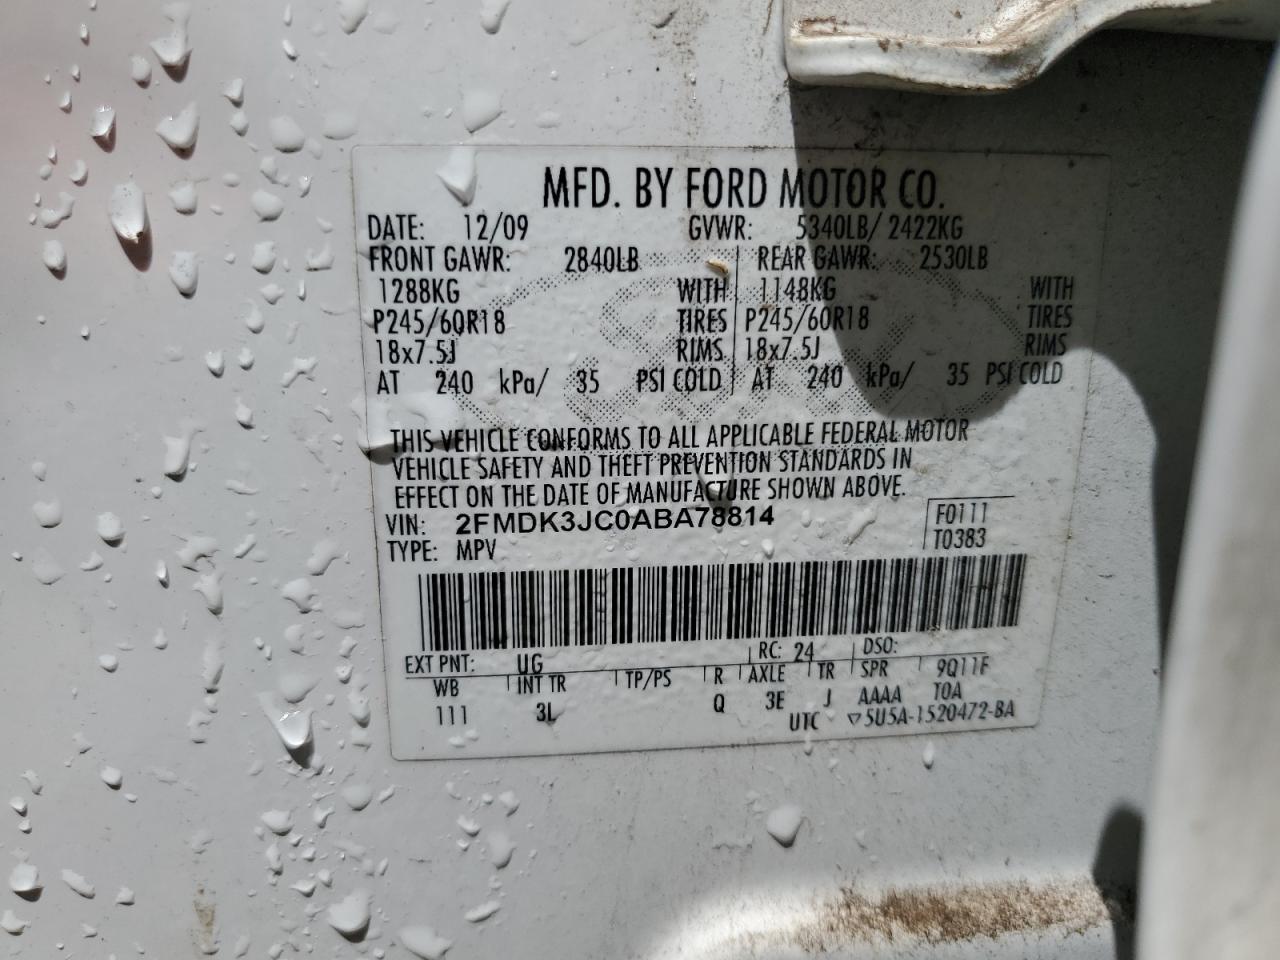 MFD. BY FORD MOTOR CO.
DATE: 12/09 GVWR: 5340LB/ 2422KG
FRONT GAWR: 2840LB REAR GAWR: 2530LB
1288KG WITH 1148KG WITH
P245/60R18 TIRES P245/60R18 TIRES
18x7.5J RIMS 18x7.5J RIMS
AT 240 kPa/ 35 PSI COLD AT 240 kPa/ 35 PSI COLD
THIS VEHICLE CONFORMS TO ALL APPLICABLE FEDERAL MOTOR
VEHICLE SAFETY AND THEFT PREVENTION STANDARDS IN
EFFECT ON THE DATE OF MANUFACTURE SHOWN ABOVE.
VIN: 2FMDK3JC0ABA78814 F0111
TYPE: MPV T0383
EXT PNT: UG RC: 24 DSO:
WB INT TR TP/PS R AXLE TR SPR 9Q11F
111 3L Q 3E J AAAA T0A
UTC ▽5U5A-1520472-BA